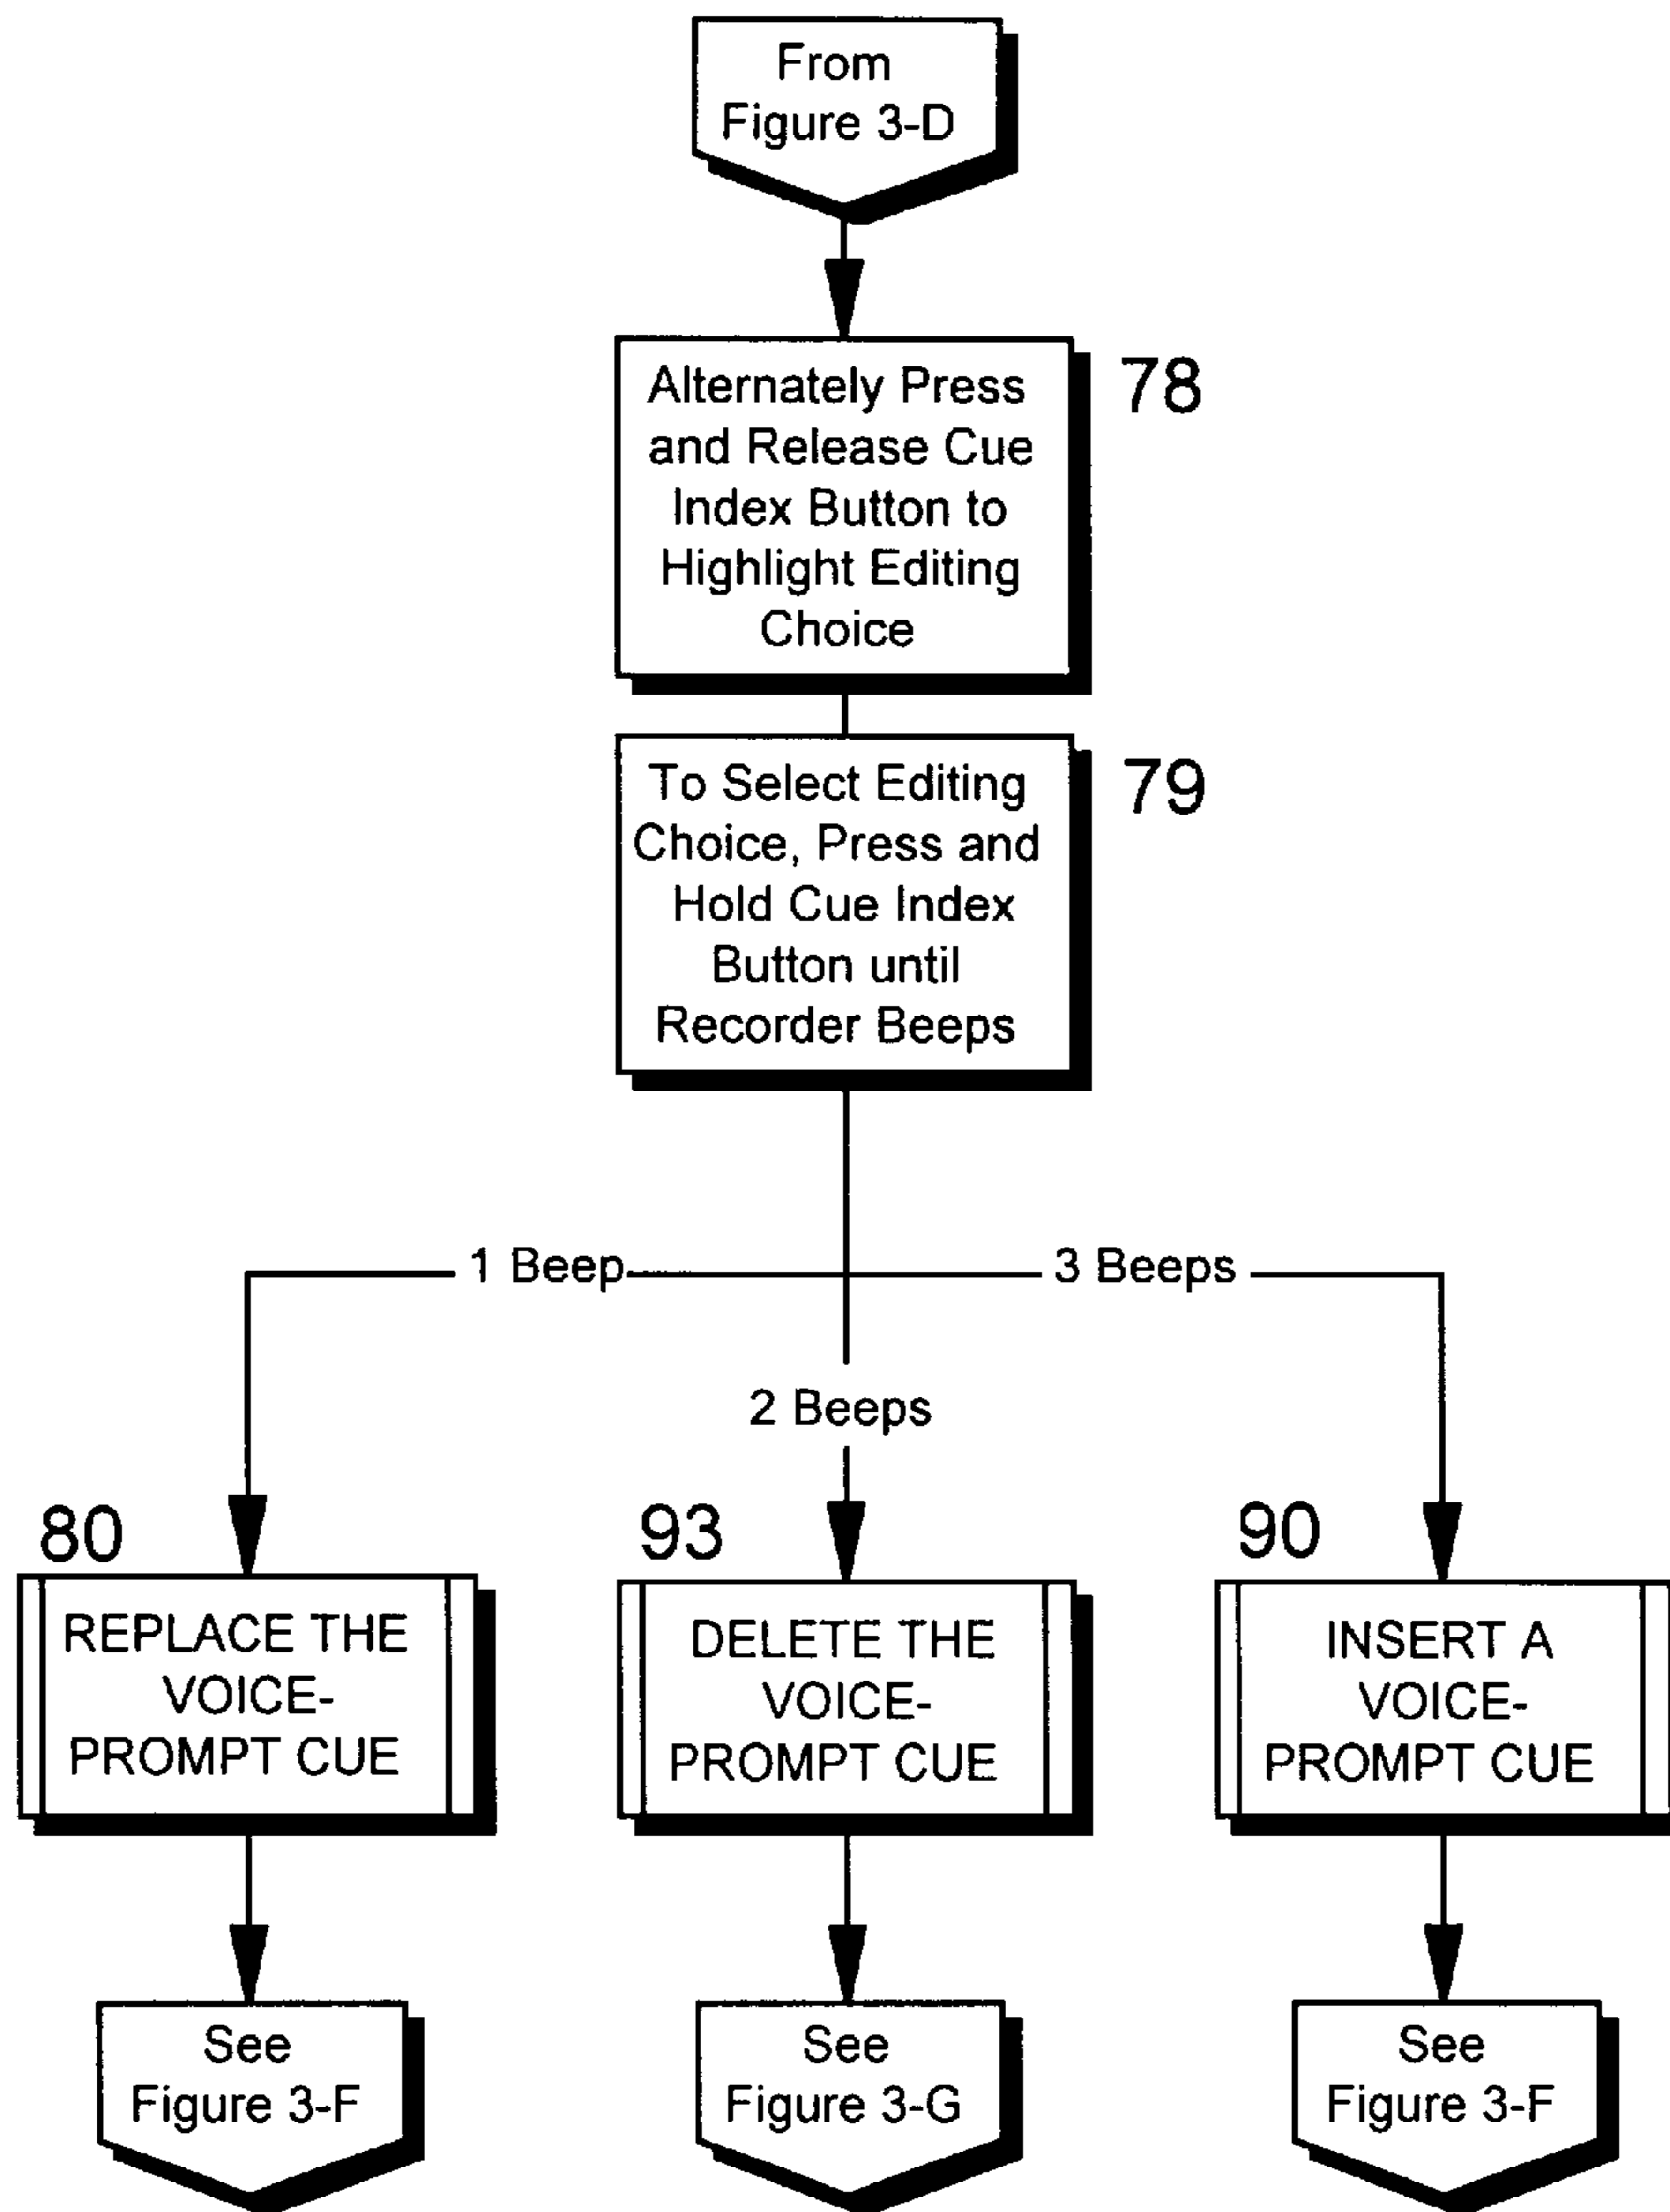 From
Figure 3-D
Alternately Press
and Release Cue
Index Button to
Highlight Editing
Choice
78
To Select Editing
Choice, Press and
Hold Cue Index
Button until
Recorder Beeps
79
1 Beep
3 Beeps
2 Beeps
80
93
90
REPLACE THE
VOICE-
PROMPT CUE
DELETE THE
VOICE-
PROMPT CUE
INSERT A
VOICE-
PROMPT CUE
See
Figure 3-F
See
Figure 3-G
See
Figure 3-F